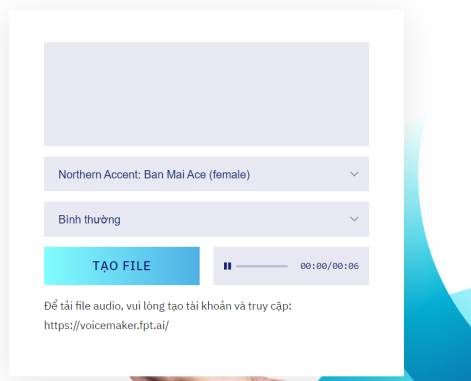 Northern Accent: Ban Mai Ace (female)
Bình thường
TẠO FILE
00:00/00:06
Để tải file audio, vui lòng tạo tài khoản và truy cập:
https://voicemaker.fpt.ai/